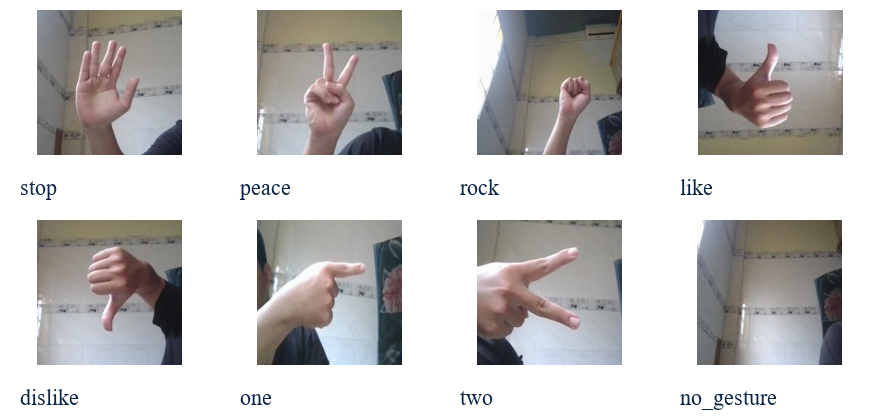 stop
peace
rock
like
dislike
one
two
no_gesture